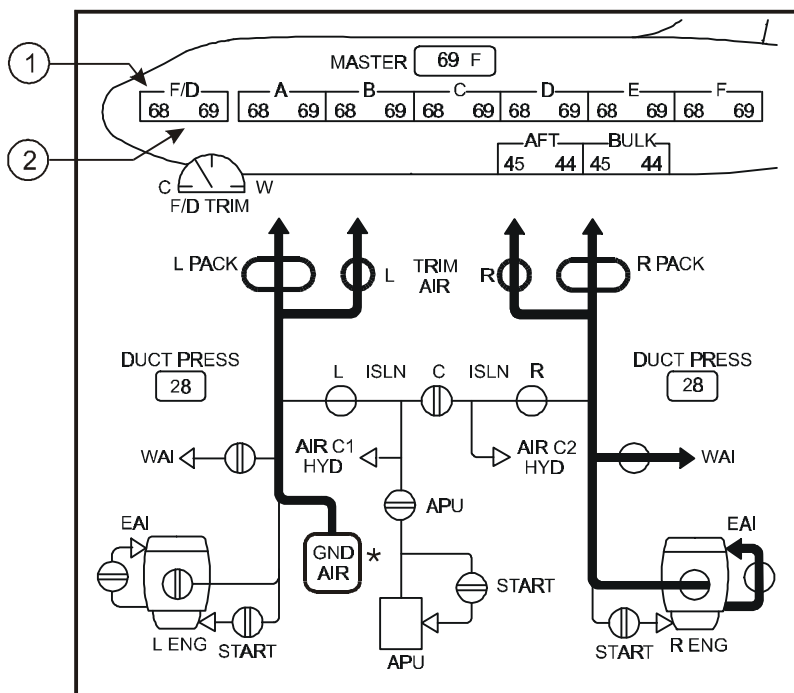 1
MASTER 69 F
F/D A B C D E F
68 69 68 69 68 69 68 69 68 69 68 69 68 69
2
AFT BULK
45 44 45 44
C W
F/D TRIM
L PACK L TRIM AIR R R PACK
DUCT PRESS
28
L ISLN C ISLN R
DUCT PRESS
28
WAI
AIR C1
HYD
AIR C2
HYD
WAI
APU
EAI
GND
AIR *
START
EAI
L ENG
START
APU
START
R ENG